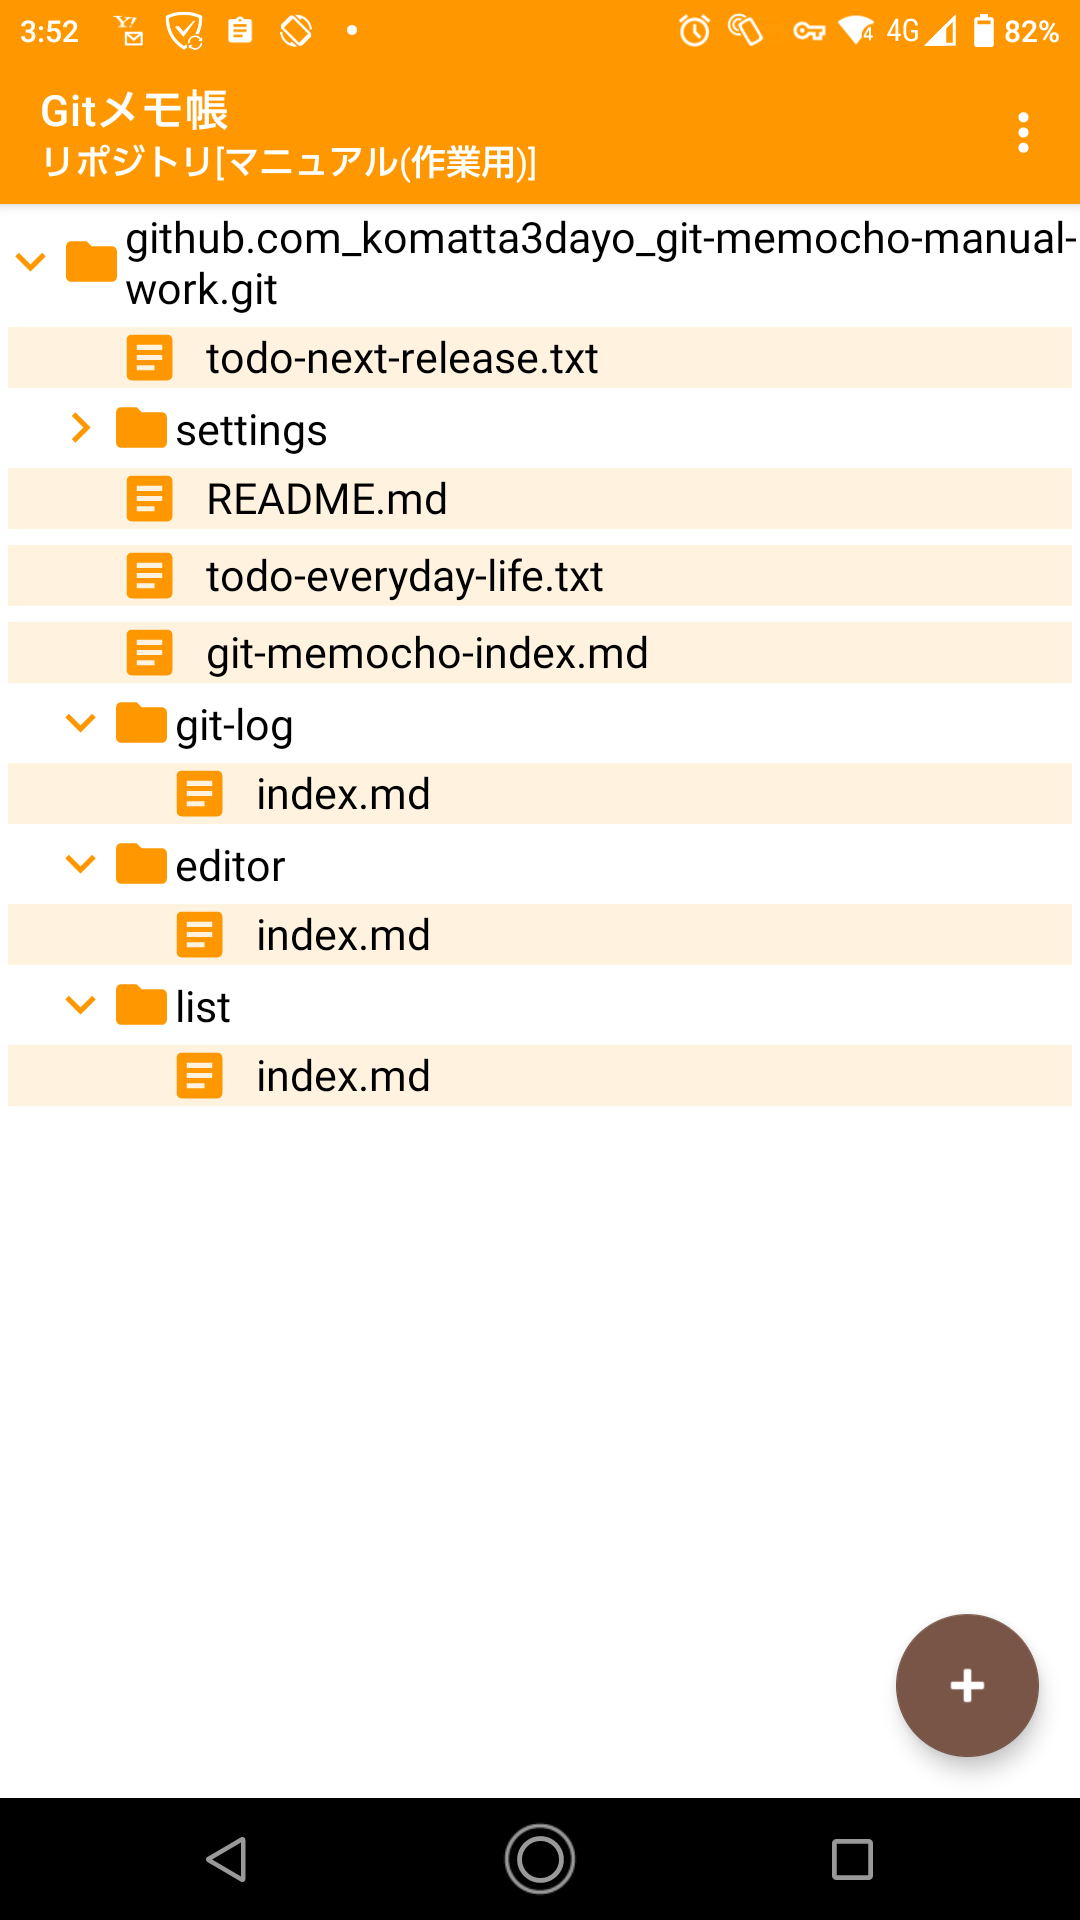 3:52
4G 82%
Gitメモ帳
リポジトリ[マニュアル(作業用)]
github.com_komatta3dayo_git-memocho-manual-
work.git
todo-next-release.txt
settings
README.md
todo-everyday-life.txt
git-memocho-index.md
git-log
index.md
editor
index.md
list
index.md